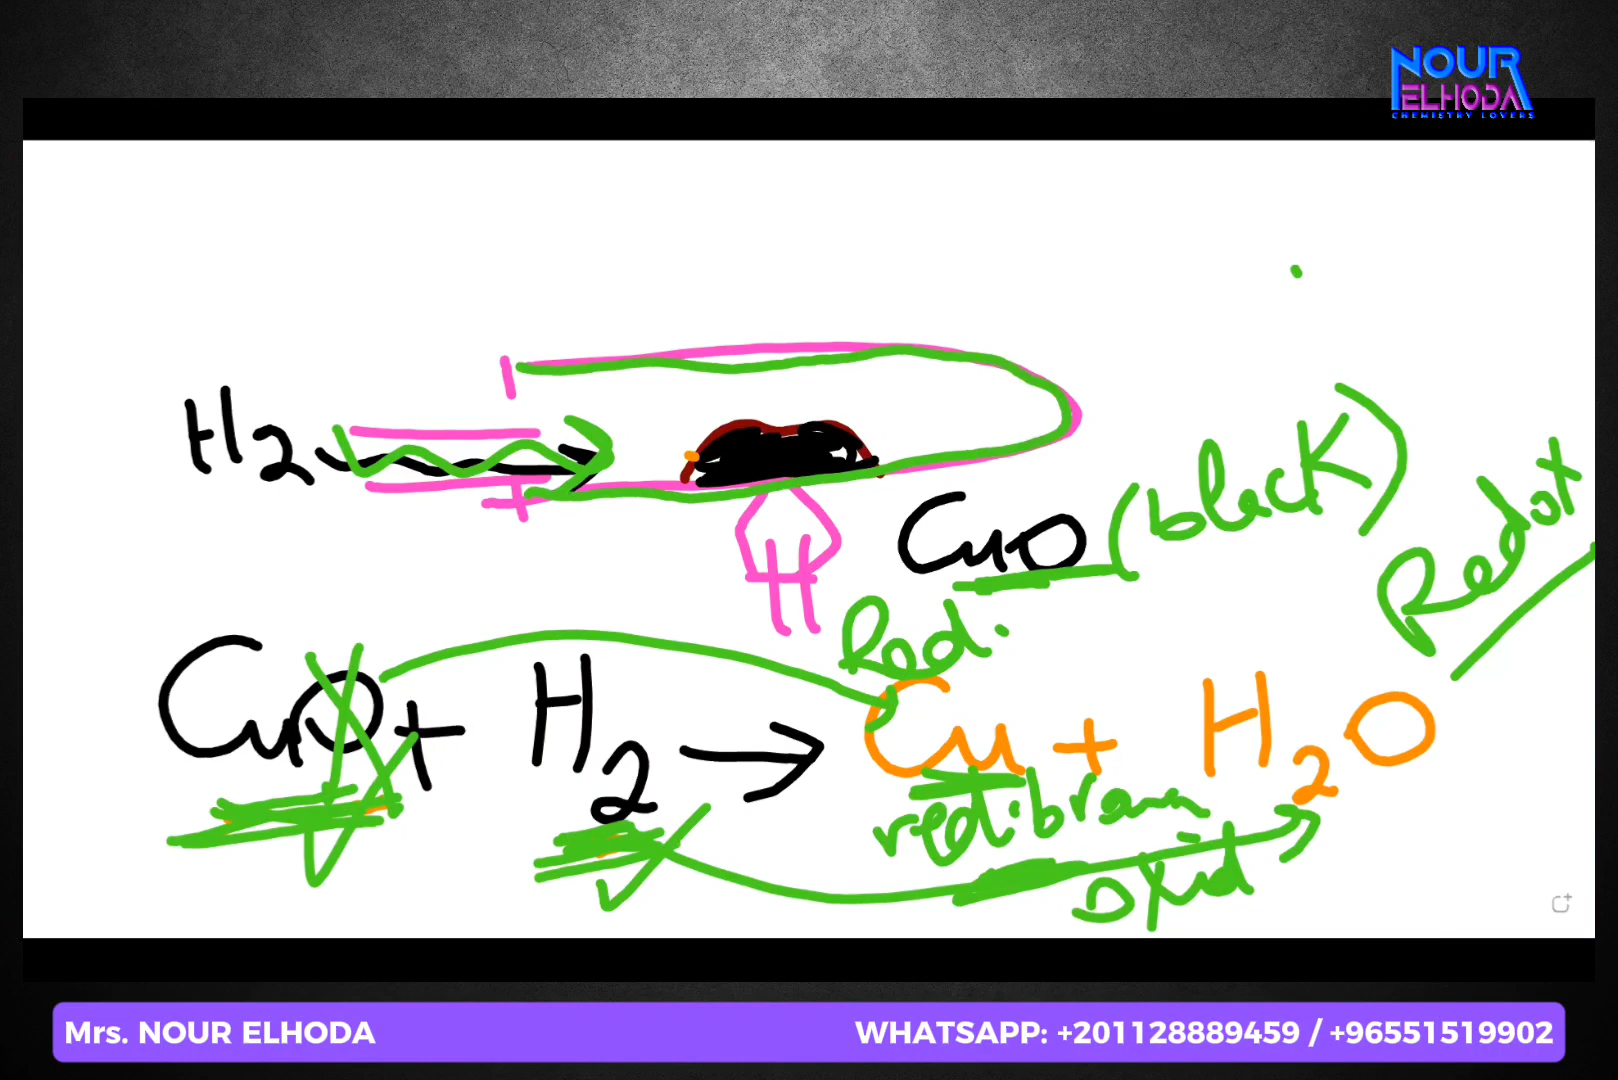 NOUR
ELHODA
CHEMISTRY LOVERS
H2
CuO (black)
Redox
CuO + H2 → Cu + H2O
Red.
red.brown
Oxid
Mrs. NOUR ELHODA
WHATSAPP: +201128889459 / +96551519902